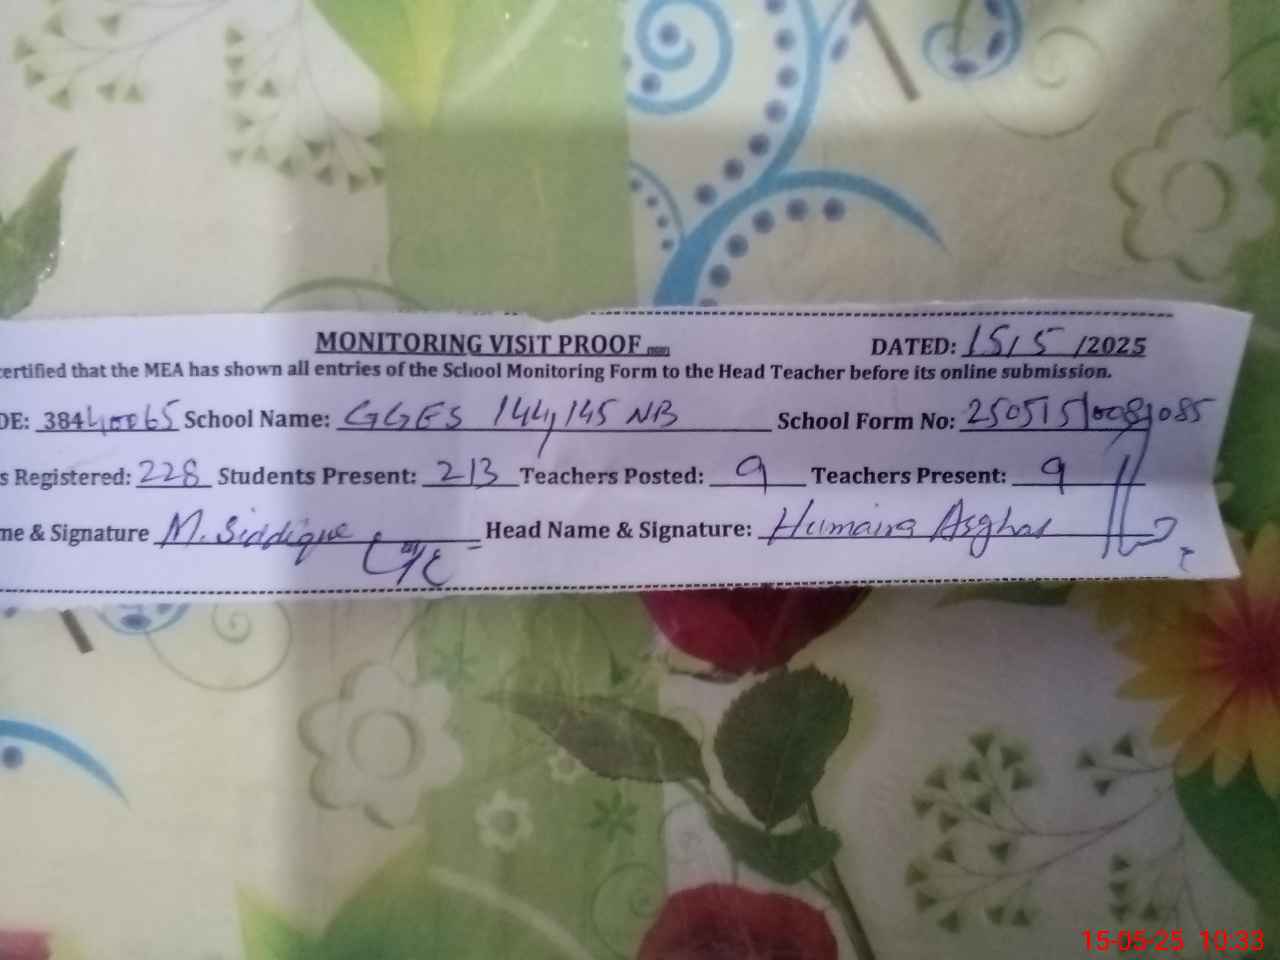 MONITORING VISIT PROOF
DATED: 15/5/2025
ertified that the MEA has shown all entries of the School Monitoring Form to the Head Teacher before its online submission.
DE: 38440065 School Name: GGES 144/145 NB School Form No:
s Registered: 228 Students Present: 213 Teachers Posted: 9 Teachers Present: 9
me & Signature M. Siddique Head Name & Signature: Humaira Asghar
15-05-25 10:33